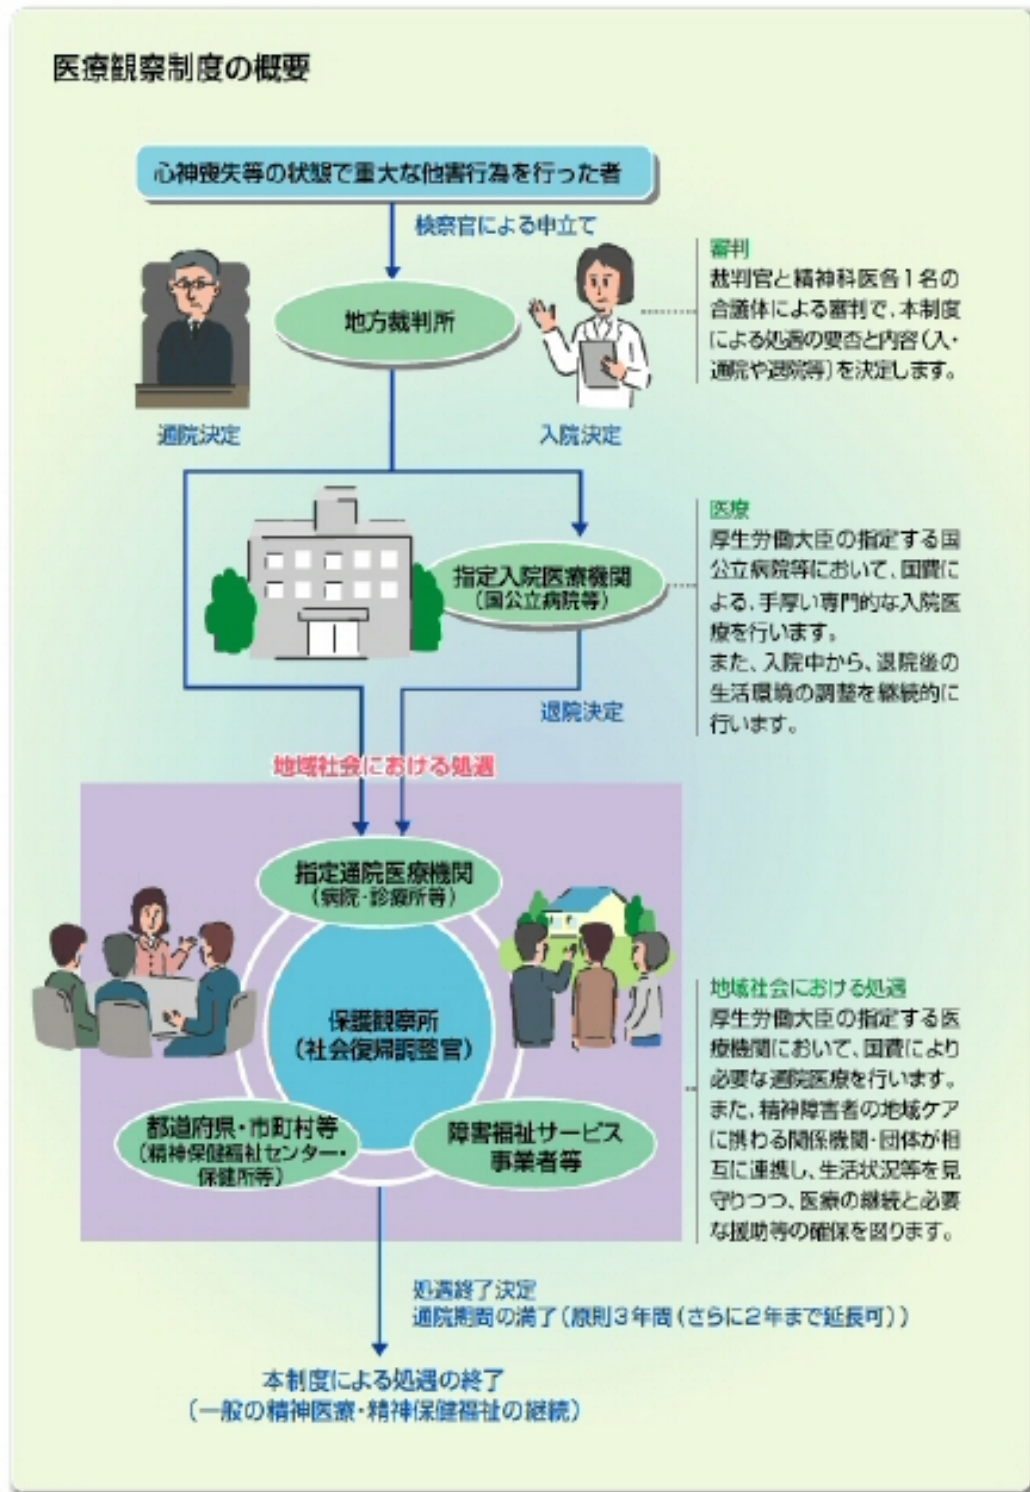 医療観察制度の概要
心神喪失等の状態で重大な他害行為を行った者
検察官による申立て
地方裁判所
審判
裁判官と精神科医各1名の
合議体による審判で、本制度
による処遇の要否と内容(入・
通院や退院等)を決定します。
通院決定
入院決定
指定入院医療機関
(国公立病院等)
医療
厚生労働大臣の指定する国
公立病院等において、国費に
よる、手厚い専門的な入院医
療を行います。
また、入院中から、退院後の
生活環境の調整を継続的に
行います。
退院決定
地域社会における処遇
指定通院医療機関
(病院・診療所等)
保護観察所
(社会復帰調整官)
都道府県・市町村等
(精神保健福祉センター・
保健所等)
障害福祉サービス
事業者等
地域社会における処遇
厚生労働大臣の指定する医
療機関において、国費により
必要な通院医療を行います。
また、精神障害者の地域ケア
に携わる関係機関・団体が相
互に連携し、生活状況等を見
守りつつ、医療の継続と必要
な援助等の確保を図ります。
処遇終了決定
通院期間の満了(原則3年間(さらに2年まで延長可))
本制度による処遇の終了
(一般の精神医療・精神保健福祉の継続)